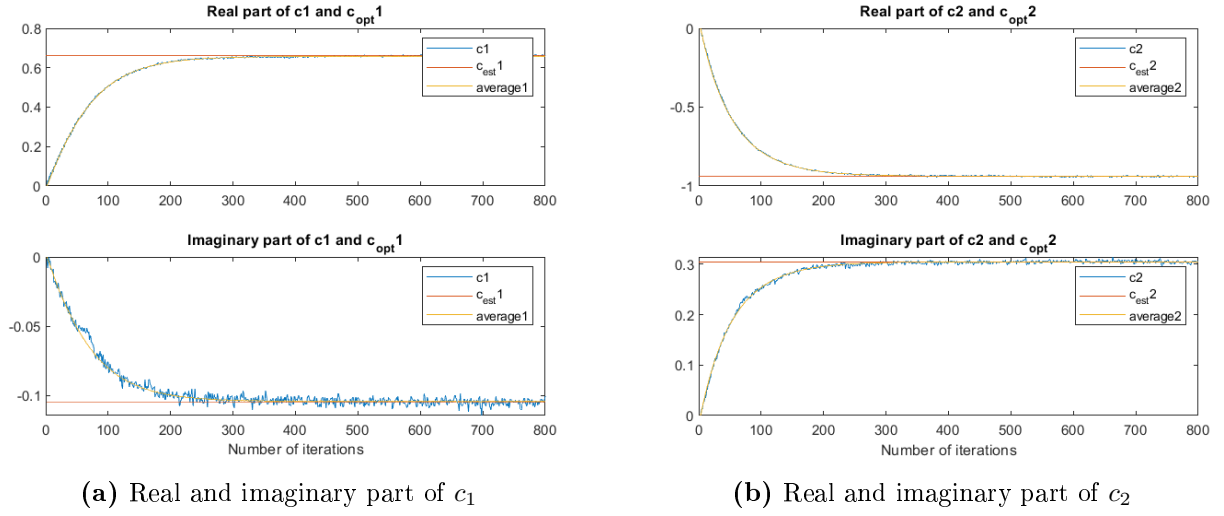 Real part of c1 and c_opt1
0.8
0.6
0.4
0.2
0
c1
c_est1
average1
0 100 200 300 400 500 600 700 800
Imaginary part of c1 and c_opt1
0
-0.05
-0.1
c1
c_est1
average1
0 100 200 300 400 500 600 700 800
Number of iterations
(a) Real and imaginary part of c1
Real part of c2 and c_opt2
0
-0.5
-1
c2
c_est2
average2
0 100 200 300 400 500 600 700 800
Imaginary part of c2 and c_opt2
0.3
0.2
0.1
0
c2
c_est2
average2
0 100 200 300 400 500 600 700 800
Number of iterations
(b) Real and imaginary part of c2